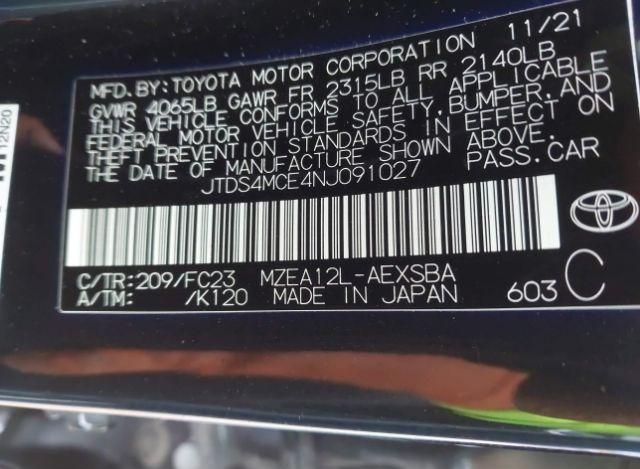 MFD. BY: TOYOTA MOTOR CORPORATION 11/21
GVWR 4065LB GAWR FR 2315LB RR 2140LB
THIS VEHICLE CONFORMS TO ALL APPLICABLE
FEDERAL MOTOR VEHICLE SAFETY, BUMPER, AND
THEFT PREVENTION STANDARDS IN EFFECT ON
THE DATE OF MANUFACTURE SHOWN ABOVE.
JTDS4MCE4NJ091027 PASS. CAR
C/TR: 209/FC23 MZEA12L-AEXSBA
A/TM: /K120 MADE IN JAPAN 603 C
12N20